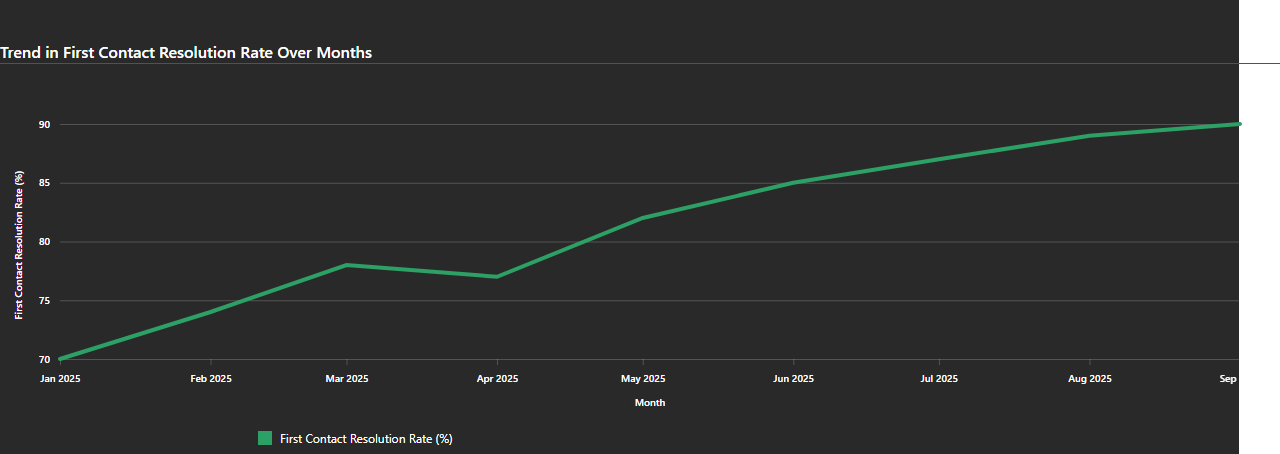 Trend in First Contact Resolution Rate Over Months
90
85
80
75
70
First Contact Resolution Rate (%)
Jan 2025 Feb 2025 Mar 2025 Apr 2025 May 2025 Jun 2025 Jul 2025 Aug 2025 Sep
Month
First Contact Resolution Rate (%)